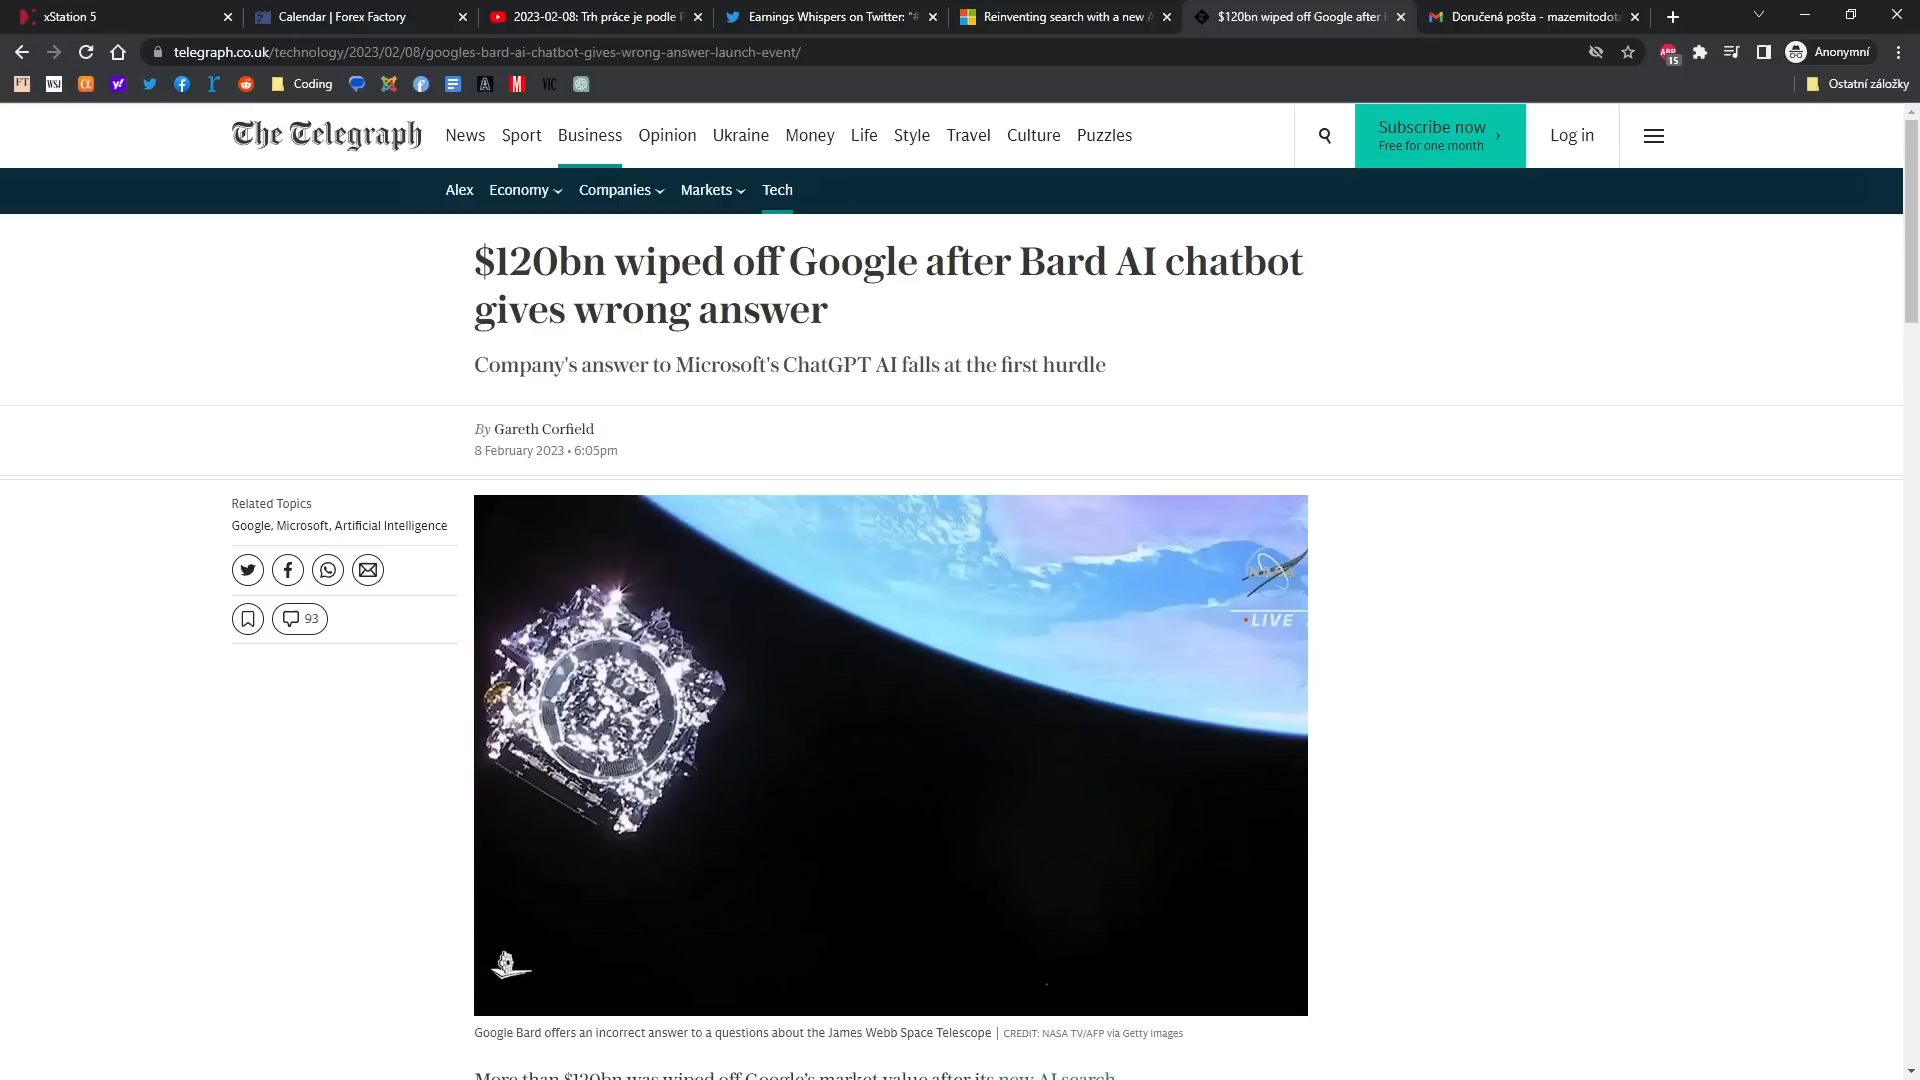 xStation 5
Calendar | Forex Factory
2023-02-08: Trh práce je podle
Earnings Whispers on Twitter: "#
Reinventing search with a new
$120bn wiped off Google after
Doručená pošta - mazemitodota
telegraph.co.uk/technology/2023/02/08/googles-bard-ai-chatbot-gives-wrong-answer-launch-event/
ABP
15
Anonymní
FT
WSJ
Coding
VIC
Ostatní záložky
The Telegraph
News Sport Business Opinion Ukraine Money Life Style Travel Culture Puzzles
Subscribe now
Free for one month
Log in
Alex Economy Companies Markets Tech
$120bn wiped off Google after Bard AI chatbot
gives wrong answer
Company's answer to Microsoft's ChatGPT AI falls at the first hurdle
By Gareth Corfield
8 February 2023 • 6:05pm
Related Topics
Google, Microsoft, Artificial Intelligence
93
NASA
LIVE
Google Bard offers an incorrect answer to a questions about the James Webb Space Telescope | CREDIT: NASA TV/AFP via Getty Images
More than $120bn was wiped off Google's market value after its new AI search